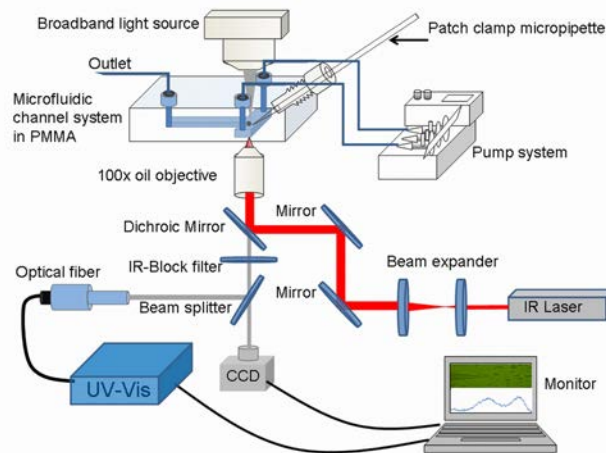 Broadband light source
Patch clamp micropipette
Outlet
Microfluidic
channel system
in PMMA
Pump system
100x oil objective
Mirror
Dichroic Mirror
IR-Block filter
Beam expander
Optical fiber
Mirror
Beam splitter
IR Laser
CCD
UV-Vis
Monitor